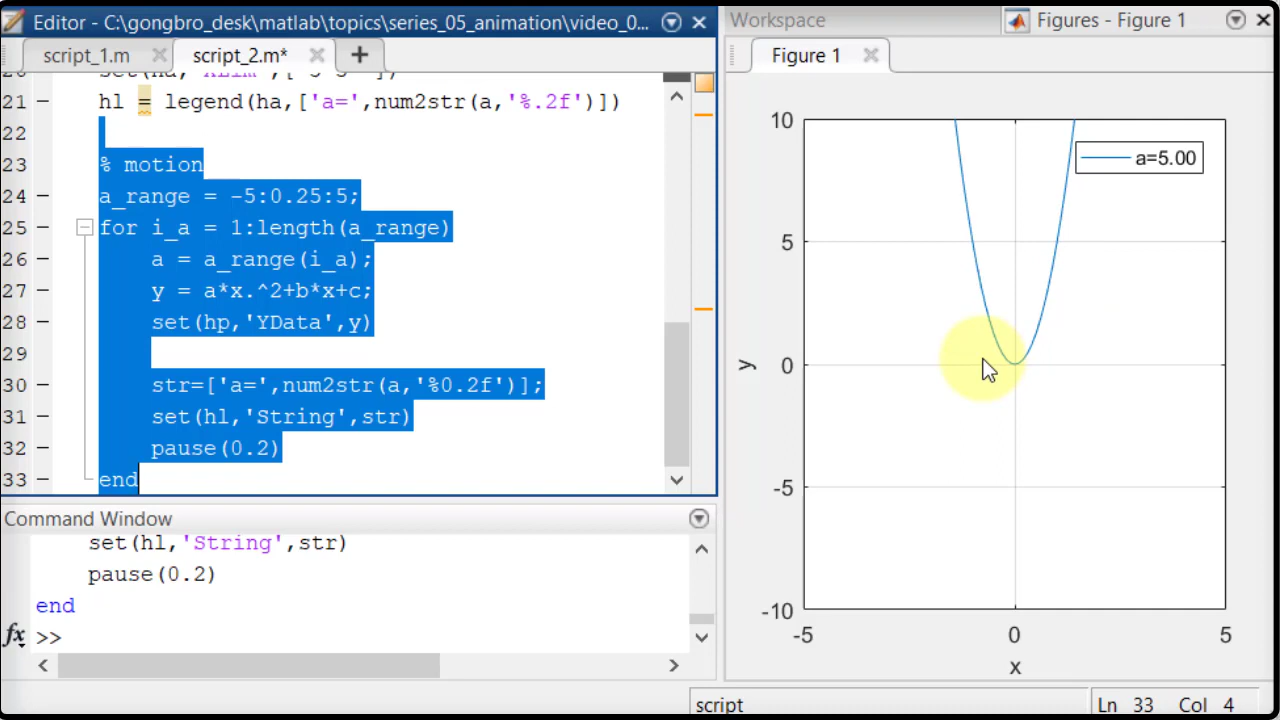 Editor - C:\gongbro_desk\matlab\topics\series_05_animation\video_0...
script_1.m
script_2.m*
21 hl = legend(ha,['a=',num2str(a,'%.2f')])
22
23 % motion
24 a_range = -5:0.25:5;
25 for i_a = 1:length(a_range)
26 a = a_range(i_a);
27 y = a*x.^2+b*x+c;
28 set(hp,'YData',y)
29
30 str=['a=',num2str(a,'%0.2f')];
31 set(hl,'String',str)
32 pause(0.2)
33 end
Command Window
set(hl,'String',str)
pause(0.2)
end
fx >>
Workspace
Figures - Figure 1
Figure 1
a=5.00
10
5
0
-5
-10
y
-5 0 5
x
script
Ln 33 Col 4